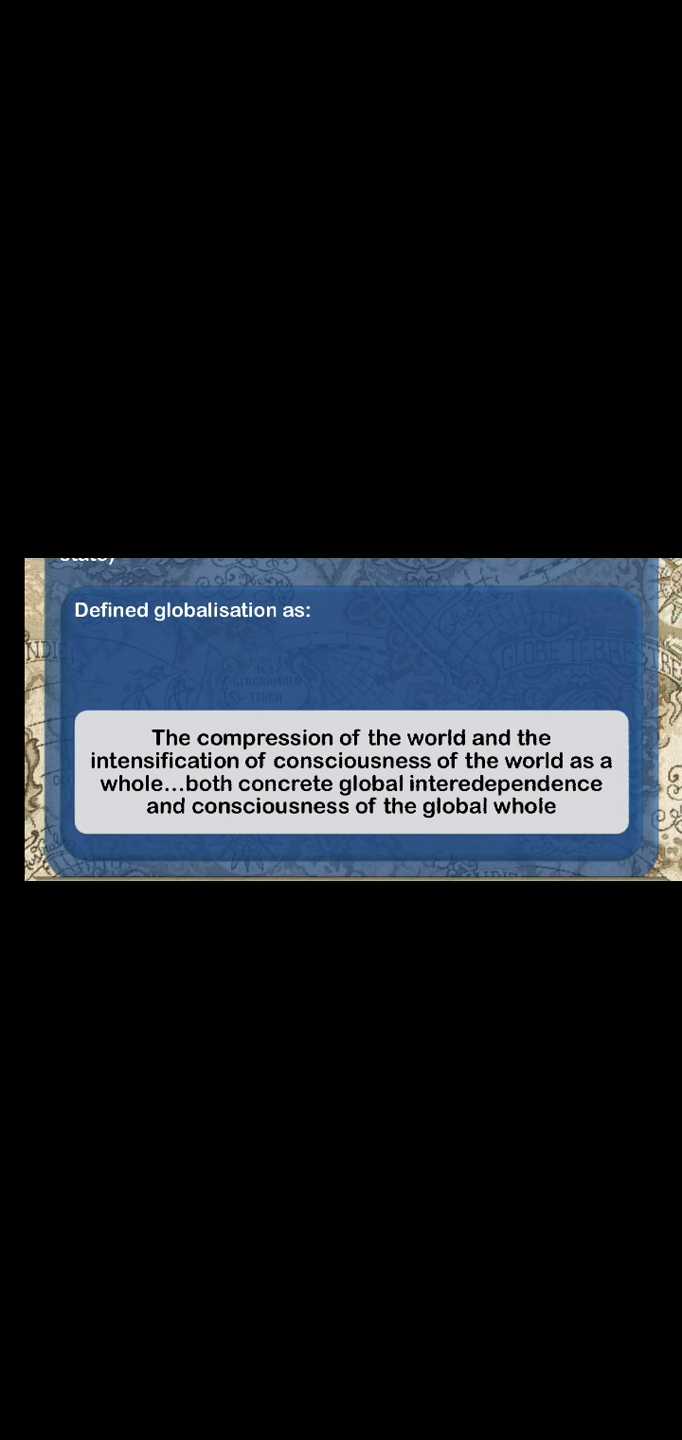 state)
Defined globalisation as:
The compression of the world and the
intensification of consciousness of the world as a
whole...both concrete global interedependence
and consciousness of the global whole